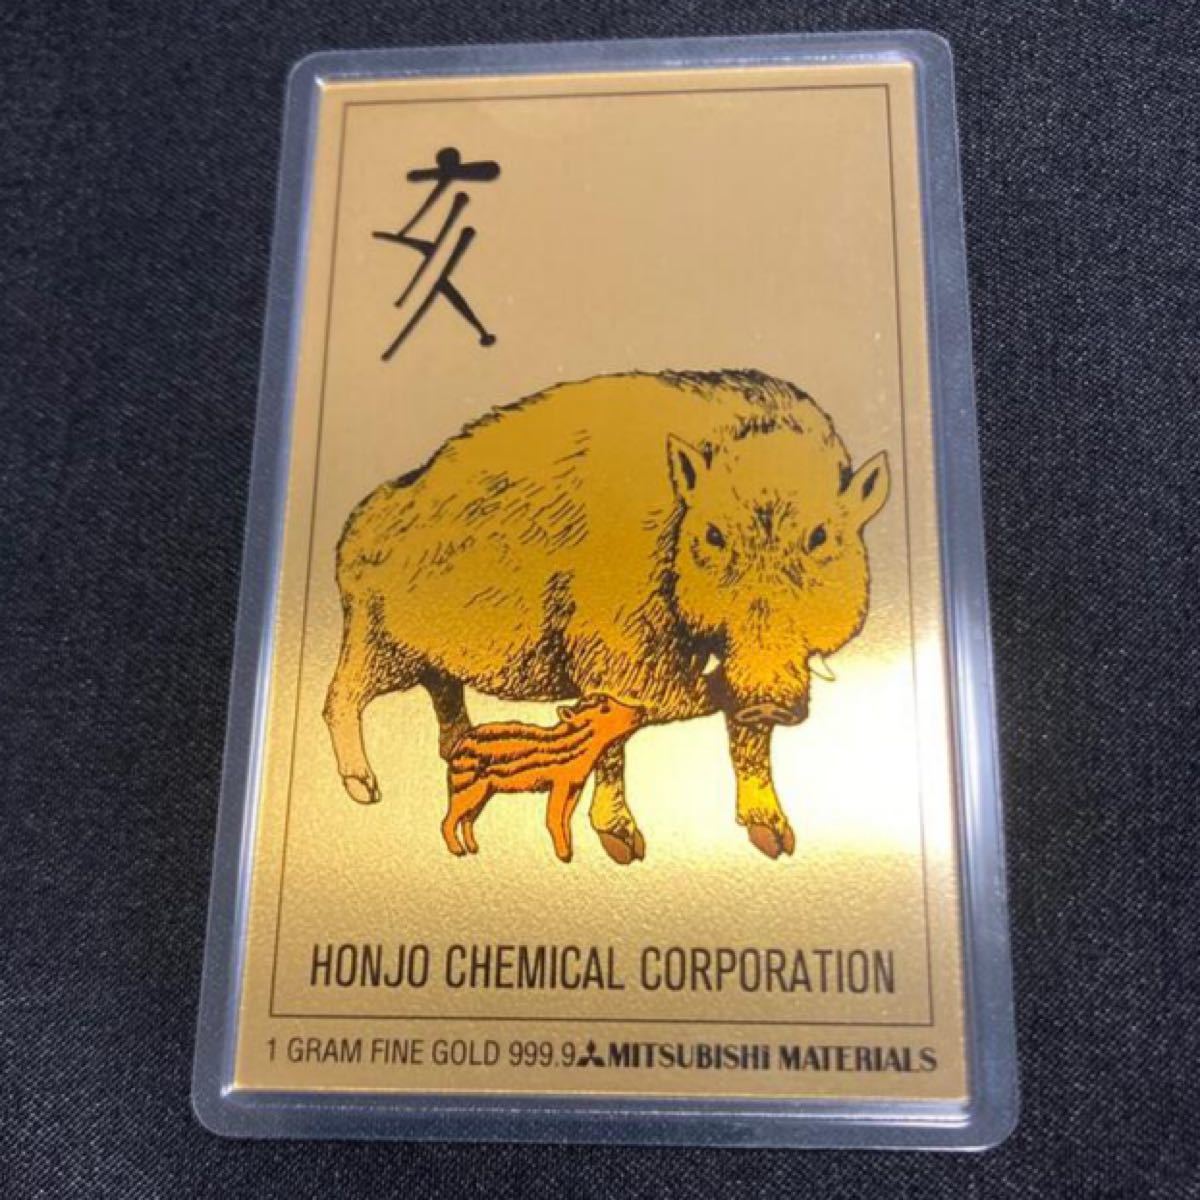 亥
HONJO CHEMICAL CORPORATION
1 GRAM FINE GOLD 999.9 MITSUBISHI MATERIALS